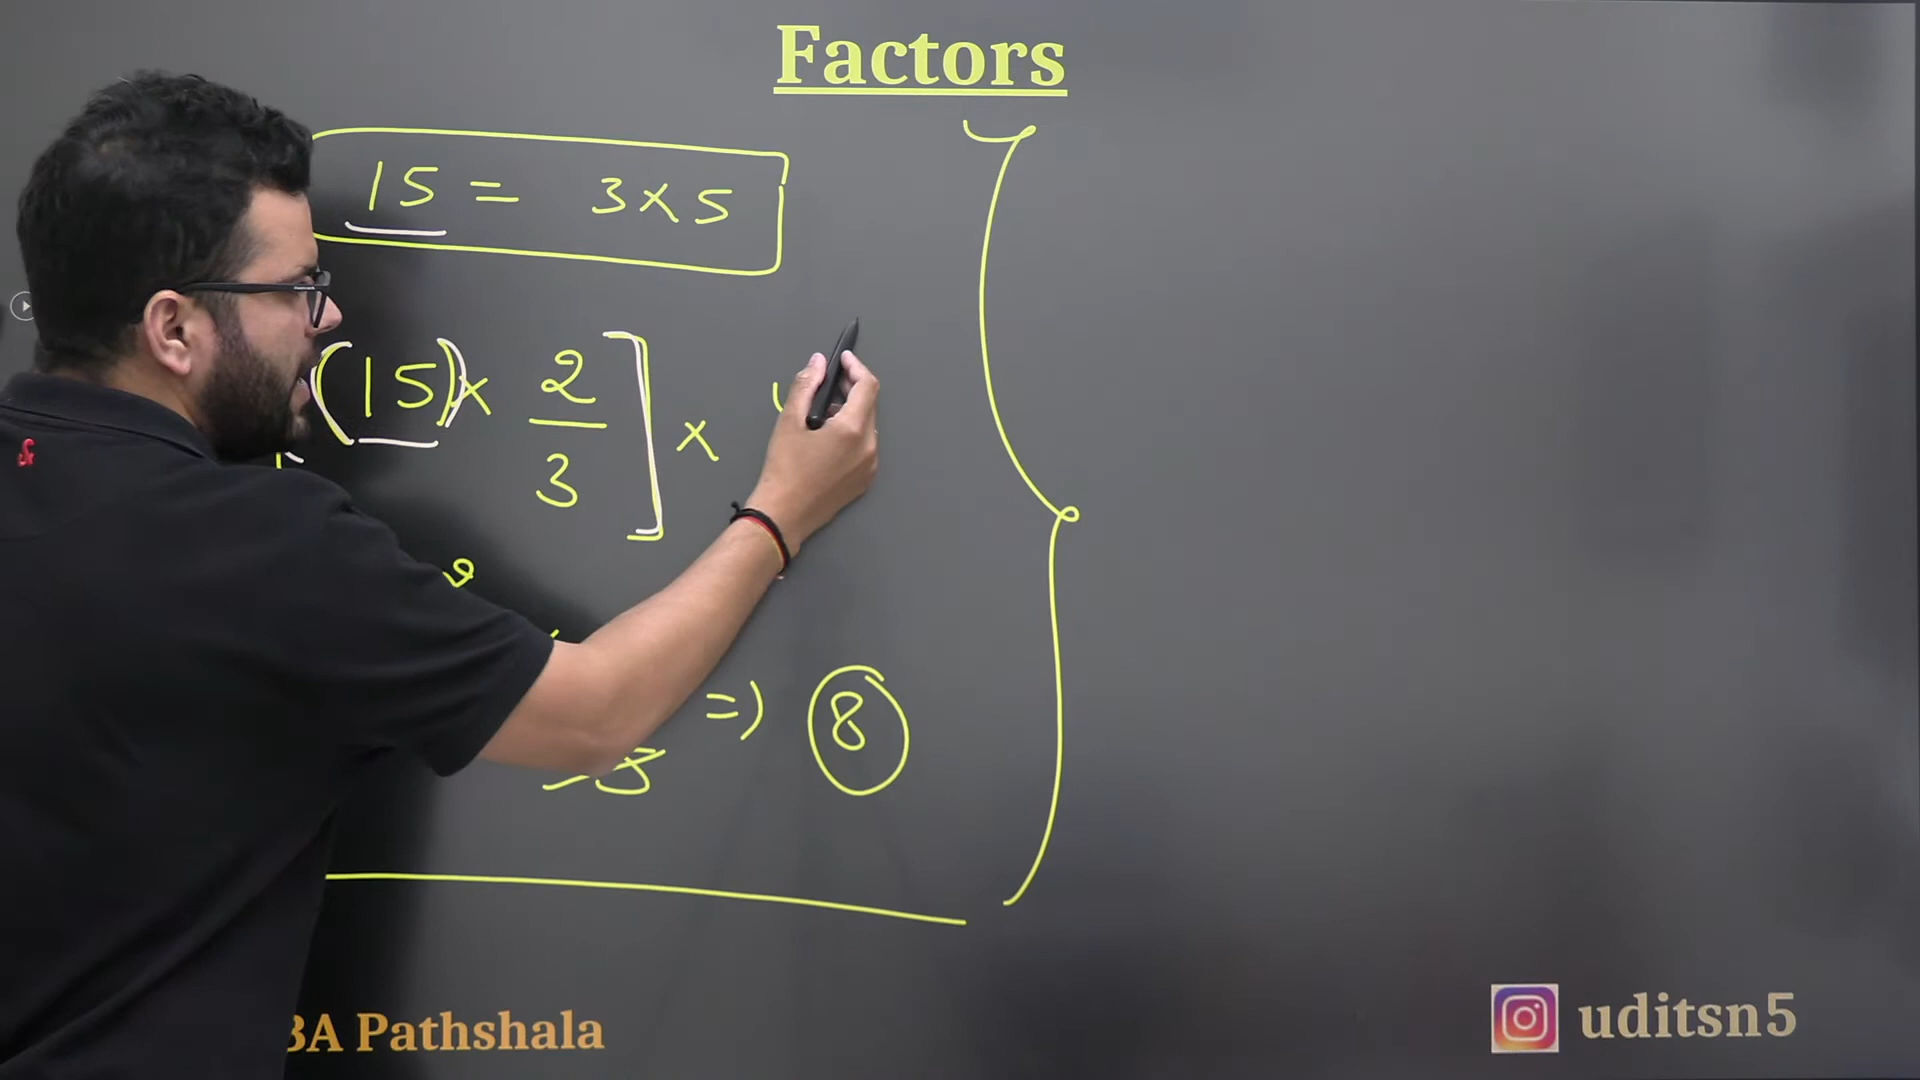 Factors
15 = 3×5
(15)× 2/3 ] ×
=) 8
BA Pathshala
uditsn5